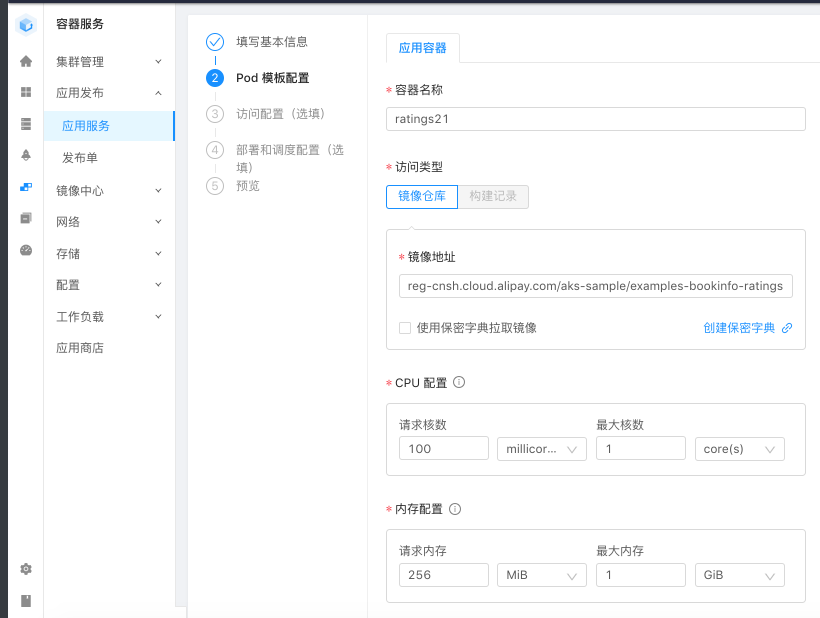 容器服务
集群管理
应用发布
应用服务
发布单
镜像中心
网络
存储
配置
工作负载
应用商店
填写基本信息
2 Pod 模板配置
3 访问配置（选填）
4 部署和调度配置（选
填）
5 预览
应用容器
* 容器名称
ratings21
* 访问类型
镜像仓库 构建记录
* 镜像地址
reg-cnsh.cloud.alipay.com/aks-sample/examples-bookinfo-ratings
使用保密字典拉取镜像 创建保密字典
* CPU 配置
请求核数 最大核数
100 millicor... 1 core(s)
* 内存配置
请求内存 最大内存
256 MiB 1 GiB